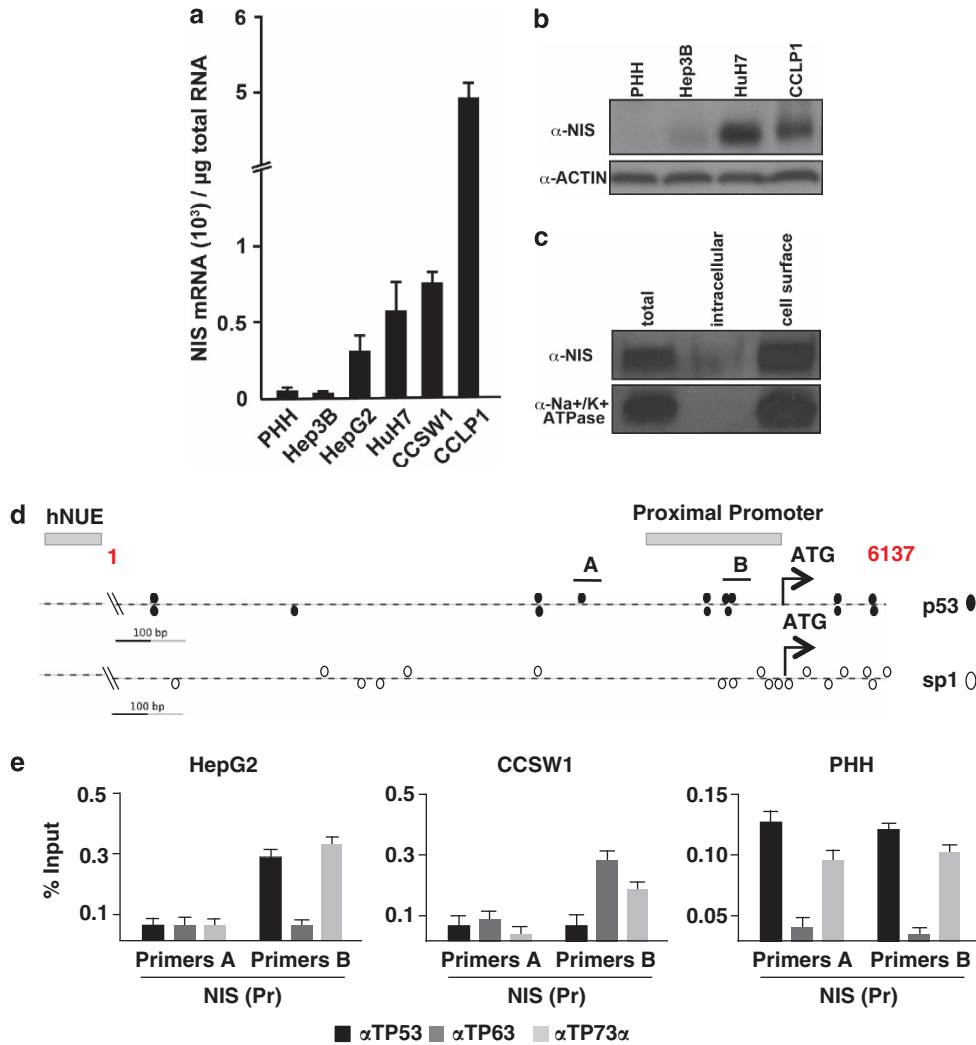 a
6
5
1
0.5
0
NIS mRNA (10³) / µg total RNA
PHH
Hep3B
HepG2
HuH7
CCSW1
CCLP1
b
PHH
Hep3B
HuH7
CCLP1
α-NIS
α-ACTIN
c
total
intracellular
cell surface
α-NIS
α-Na+/K+
ATPase
d
hNUE
Proximal Promoter
1
6137
A
B
ATG
p53
100 bp
ATG
sp1
100 bp
e
HepG2
CCSW1
PHH
% Input
0.5
0.3
0.1
0.5
0.3
0.1
0.15
0.10
0.05
Primers A Primers B
Primers A Primers B
Primers A Primers B
NIS (Pr)
NIS (Pr)
NIS (Pr)
αTP53 αTP63 αTP73α